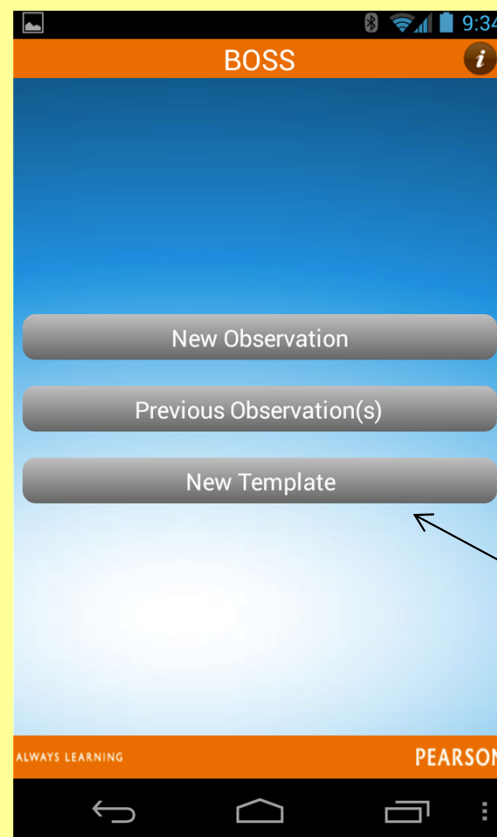 9:34
BOSS
i
New Observation
Previous Observation(s)
New Template
ALWAYS LEARNING
PEARSON